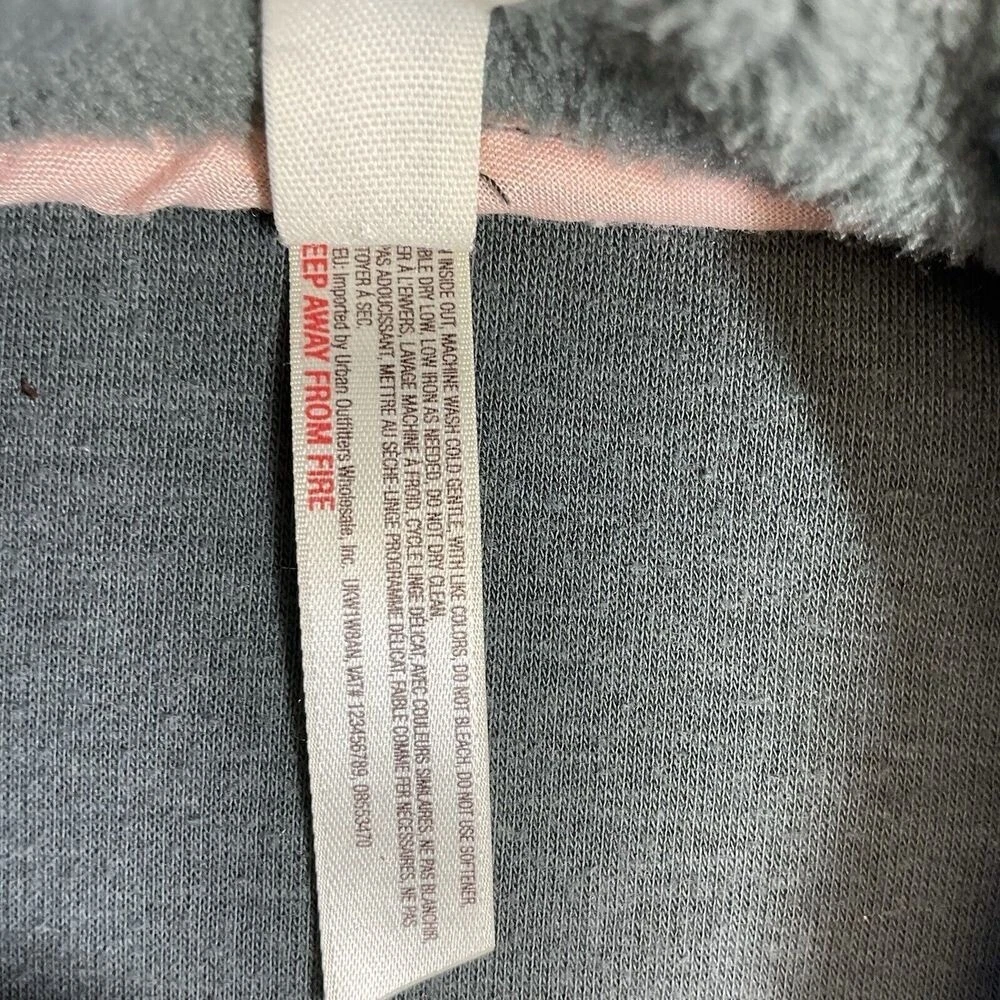 INSIDE OUT, MACHINE WASH COLD, GENTLE, WITH LIKE COLORS, DO NOT BLEACH, DO NOT USE SOFTENER
BLE DRY LOW, LOW IRON AS NEEDED, DO NOT DRY CLEAN
ER À L'ENVERS, LAVAGE MACHINE À FROID, CYCLE LINGE DÉLICAT, AVEC COULEURS SIMILAIRES, NE PAS BLANCHIR,
PAS ADOUCISSANT, METTRE AU SÈCHE-LINGE PROGRAMME DÉLICAT, FAIBLE COMME FER NÉCESSAIRES, NE PAS
TOYER À SEC,
EU: Imported by Urban Outfitters Wholesale, Inc. UKW1W8AN, VAT# 123456789, 08553470
EEP AWAY FROM FIRE